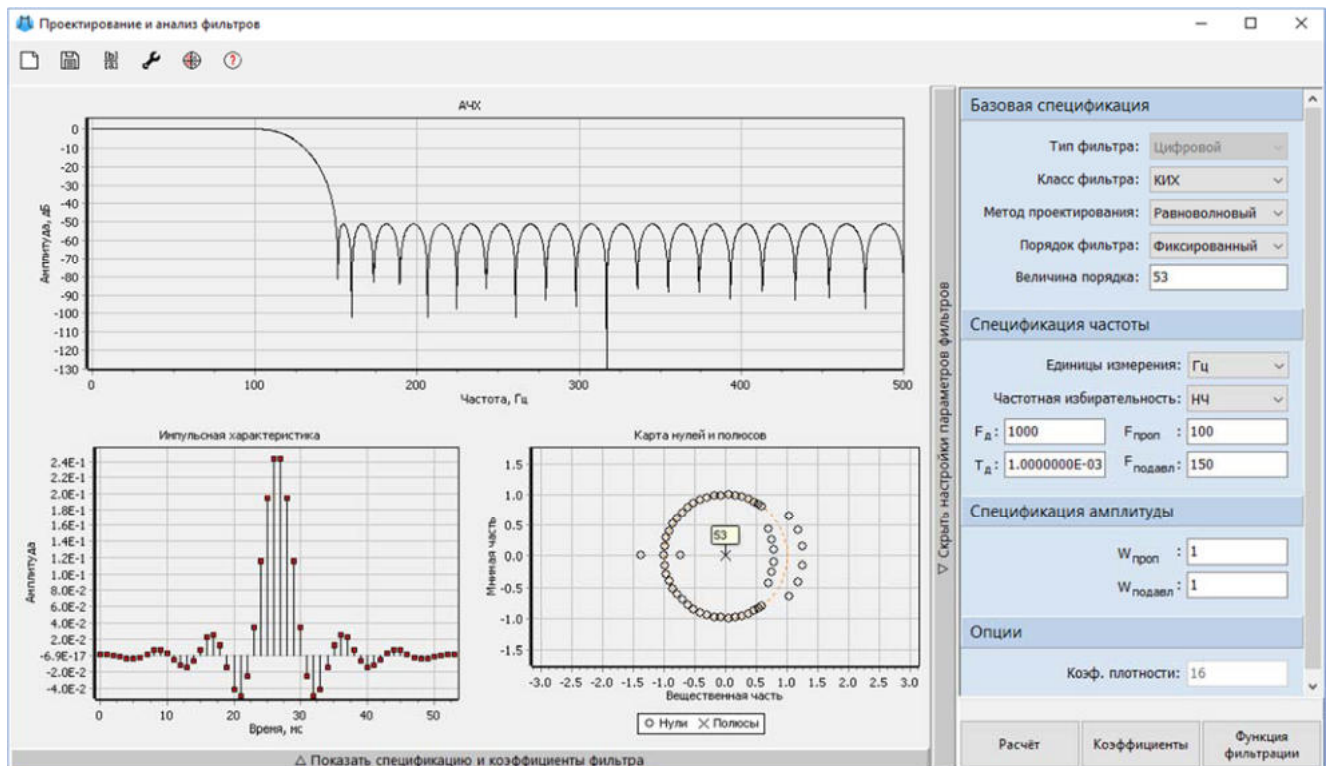 Проектирование и анализ фильтров
АЧХ
Амплитуда, дБ
0
-10
-20
-30
-40
-50
-60
-70
-80
-90
-100
-110
-120
-130
0 100 200 300 400 500
Частота, Гц
Импульсная характеристика
Амплитуда
2.4E-1
2.2E-1
2.0E-1
1.8E-1
1.6E-1
1.4E-1
1.2E-1
1.0E-1
8.0E-2
6.0E-2
4.0E-2
2.0E-2
-6.9E-17
-2.0E-2
-4.0E-2
0 10 20 30 40 50
Время, мс
Карта нулей и полюсов
Мнимая часть
1.5
1.0
0.5
0.0
-0.5
-1.0
-1.5
53
-3.0 -2.5 -2.0 -1.5 -1.0 -0.5 0.0 0.5 1.0 1.5 2.0 2.5 3.0
Вещественная часть
Нули Полюсы
△ Показать спецификацию и коэффициенты фильтра
▽ Скрыть настройки параметров фильтров
Базовая спецификация
Тип фильтра: Цифровой
Класс фильтра: КИХ
Метод проектирования: Равноволновый
Порядок фильтра: Фиксированный
Величина порядка: 53
Спецификация частоты
Единицы измерения: Гц
Частотная избирательность: НЧ
Fд: 1000 Fпроп : 100
Tд: 1.0000000E-03 Fподавл: 150
Спецификация амплитуды
Wпроп : 1
Wподавл: 1
Опции
Коэф. плотности: 16
Расчёт Коэффициенты Функция фильтрации